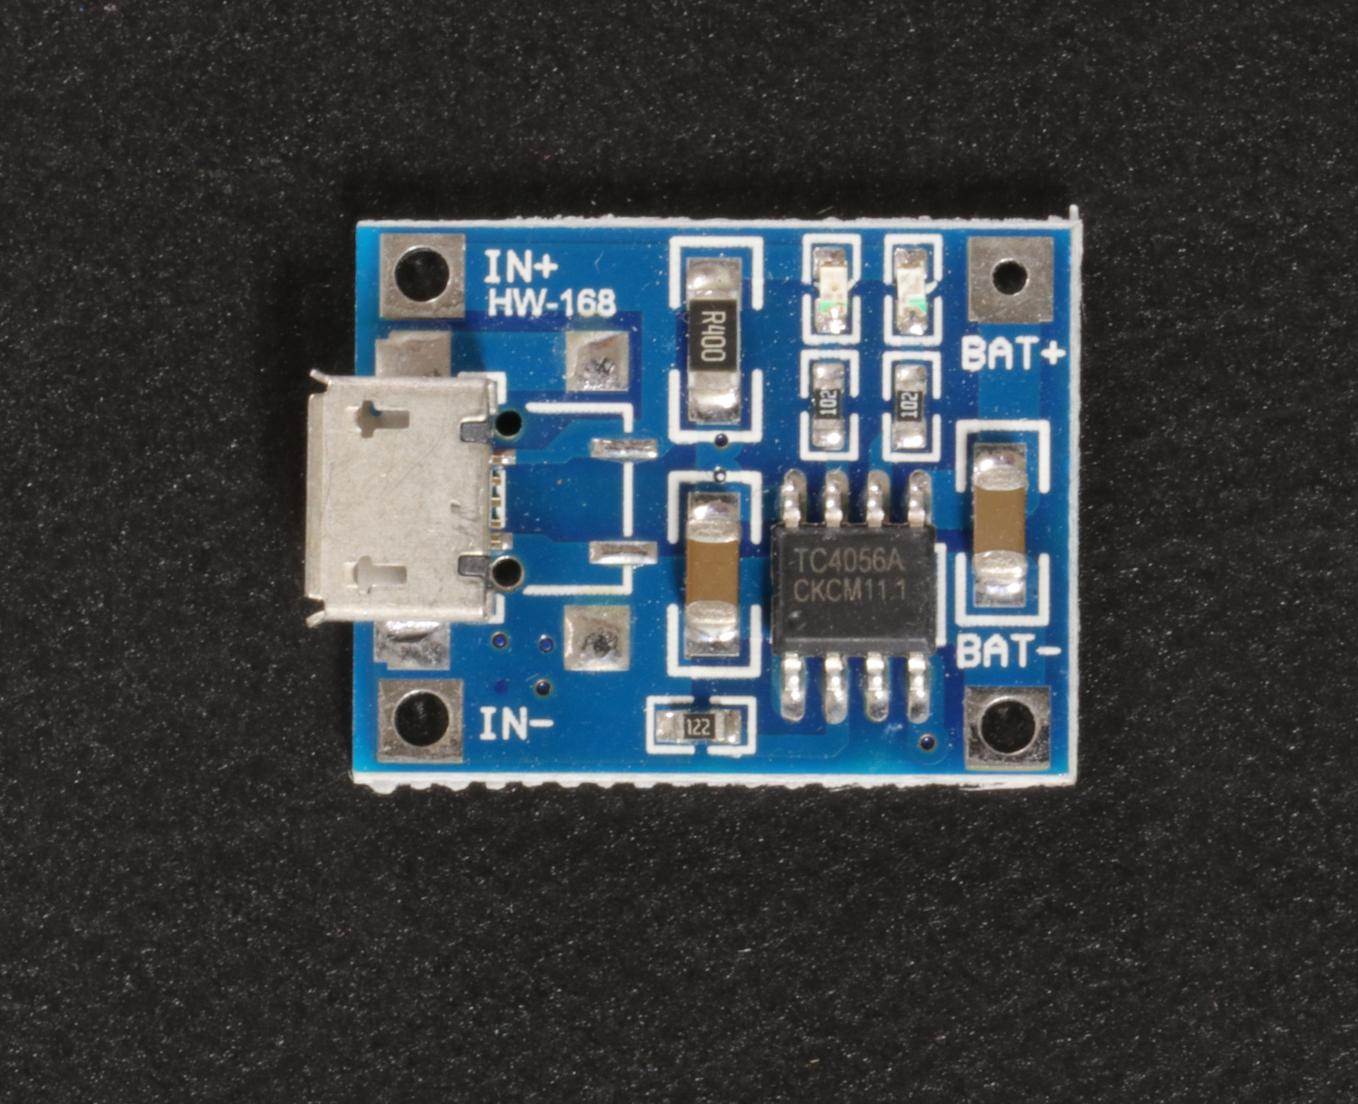 IN+
HW-168
R400
102
102
BAT+
TC4056A
CKCM11.1
BAT-
IN-
122